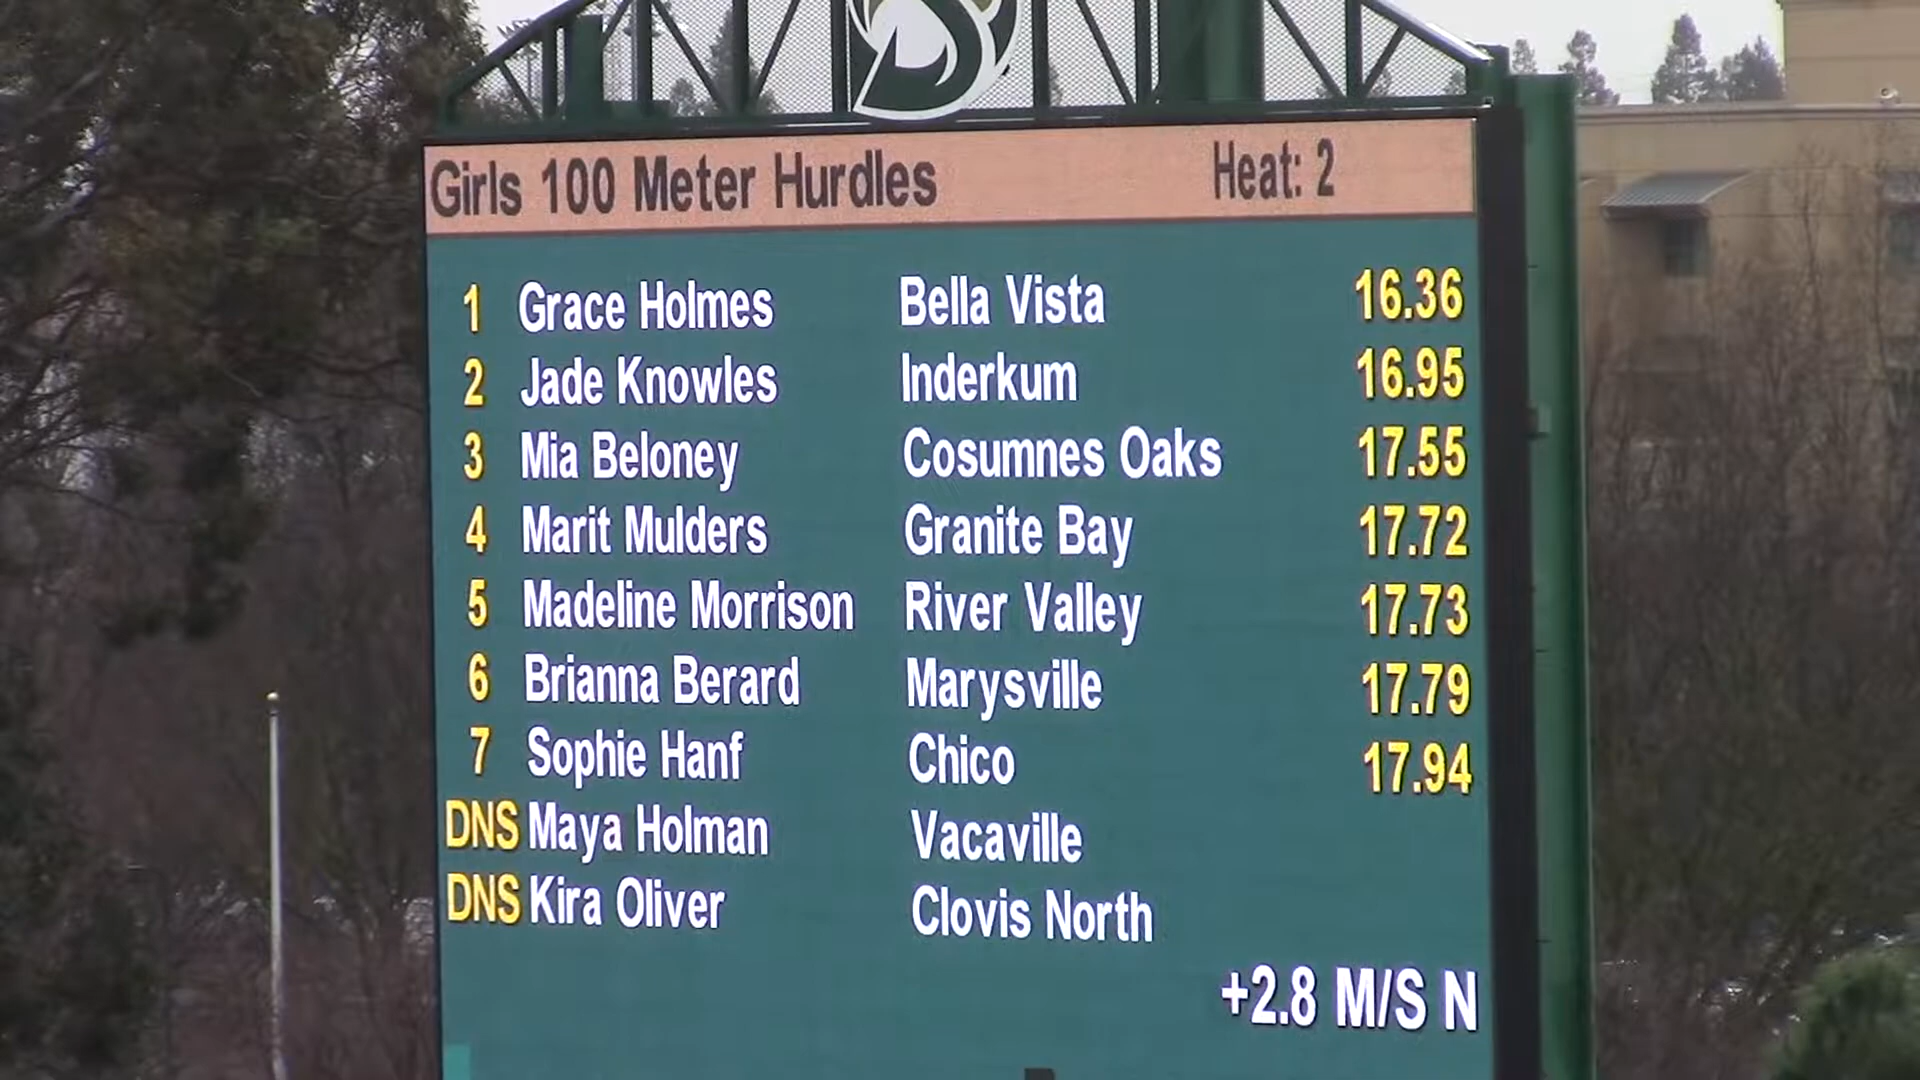 Girls 100 Meter Hurdles Heat: 2
1 Grace Holmes Bella Vista 16.36
2 Jade Knowles Inderkum 16.95
3 Mia Beloney Cosumnes Oaks 17.55
4 Marit Mulders Granite Bay 17.72
5 Madeline Morrison River Valley 17.73
6 Brianna Berard Marysville 17.79
7 Sophie Hanf Chico 17.94
DNS Maya Holman Vacaville
DNS Kira Oliver Clovis North
+2.8 M/S N